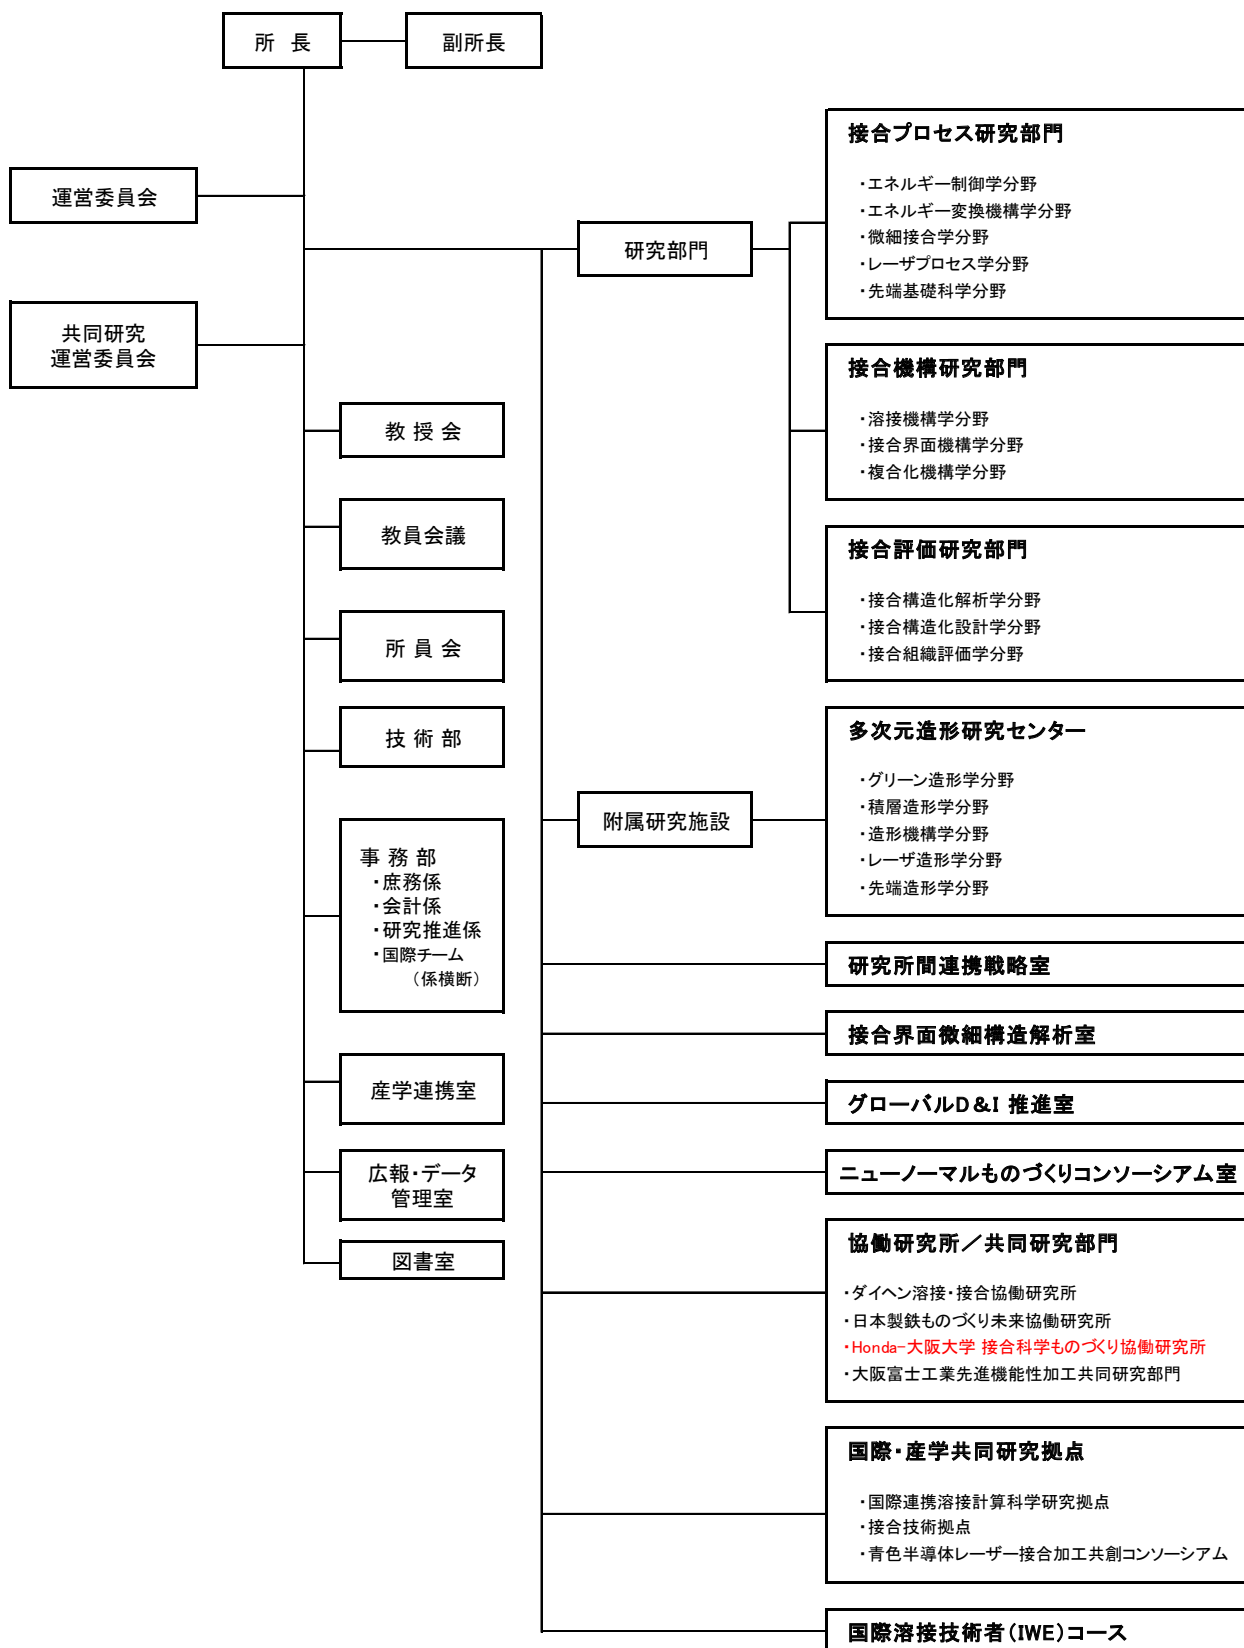 所 長
副所長
運営委員会
共同研究
運営委員会
教 授 会
教員会議
所 員 会
技 術 部
事 務 部
・庶務係
・会計係
・研究推進係
・国際チーム
（係横断）
産学連携室
広報・データ
管理室
図書室
研究部門
接合プロセス研究部門
・エネルギー制御学分野
・エネルギー変換機構学分野
・微細接合学分野
・レーザプロセス学分野
・先端基礎科学分野
接合機構研究部門
・溶接機構学分野
・接合界面機構学分野
・複合化機構学分野
接合評価研究部門
・接合構造化解析学分野
・接合構造化設計学分野
・接合組織評価学分野
附属研究施設
多次元造形研究センター
・グリーン造形学分野
・積層造形学分野
・造形機構学分野
・レーザ造形学分野
・先端造形学分野
研究所間連携戦略室
接合界面微細構造解析室
グローバルD＆I 推進室
ニューノーマルものづくりコンソーシアム室
協働研究所／共同研究部門
・ダイヘン溶接・接合協働研究所
・日本製鉄ものづくり未来協働研究所
・Honda-大阪大学 接合科学ものづくり協働研究所
・大阪富士工業先進機能性加工共同研究部門
国際・産学共同研究拠点
・国際連携溶接計算科学研究拠点
・接合技術拠点
・青色半導体レーザー接合加工共創コンソーシアム
国際溶接技術者（IWE）コース